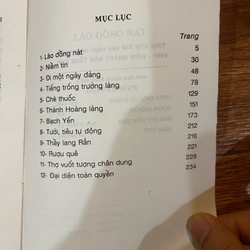 MỤC LỤC
Trang
1- Lão đồng nát 5
2- Niềm tin 30
3- Đi một ngày đàng 48
4- Tiếng trống trường làng 78
5- Chè thuốc 129
6- Thành Hoàng làng 151
7- Bạch Yến 173
8- Tưới, tiêu tự động 212
9- Thầy lang Rắn 216
10- Rượu quê 221
11- Thợ vuốt tượng chân dung 228
12- Đại diện toàn quyền 234